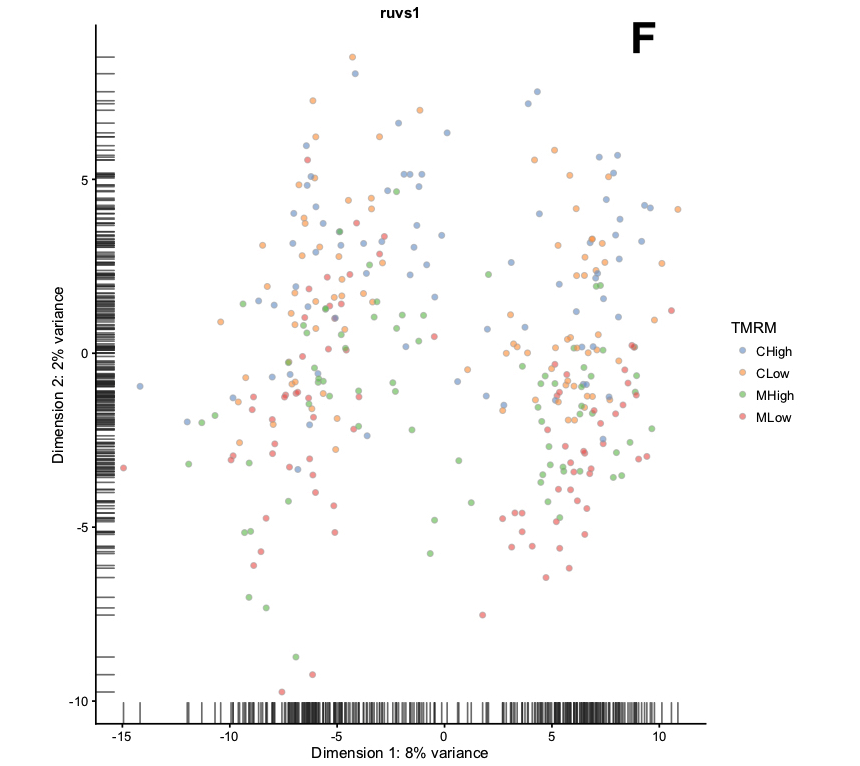 ruvs1
F
Dimension 2: 2% variance
5
0
-5
-10
-15
-10
-5
0
5
10
Dimension 1: 8% variance
TMRM
CHigh
CLow
MHigh
MLow